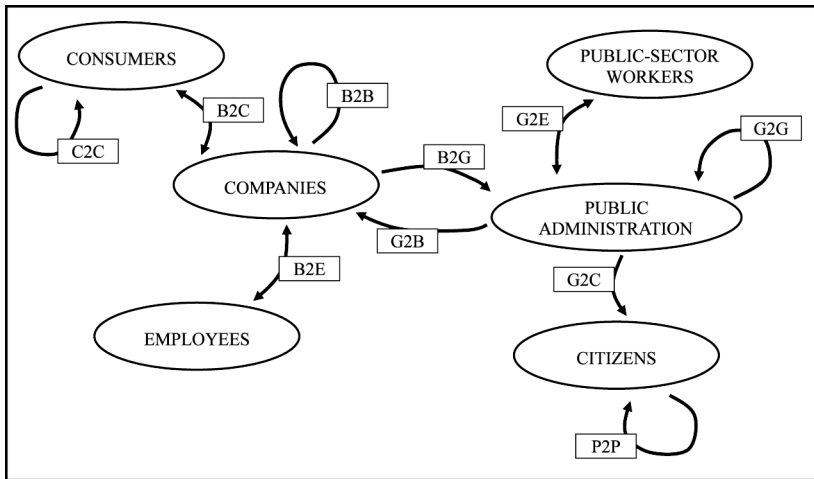 CONSUMERS
PUBLIC-SECTOR
WORKERS
B2B
B2C
G2E
G2G
C2C
B2G
COMPANIES
PUBLIC
ADMINISTRATION
G2B
B2E
G2C
EMPLOYEES
CITIZENS
P2P